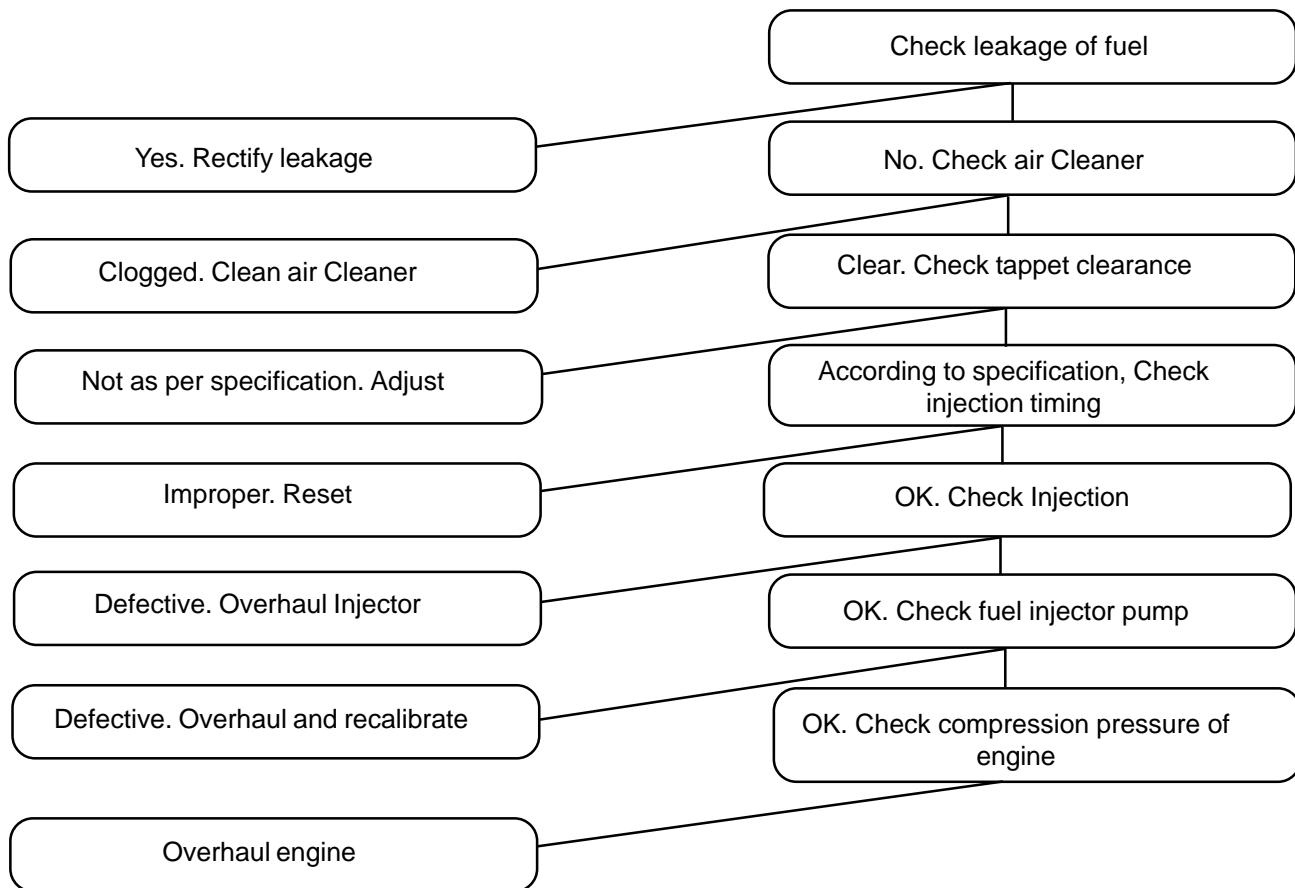 Check leakage of fuel
Yes. Rectify leakage
No. Check air Cleaner
Clogged. Clean air Cleaner
Clear. Check tappet clearance
Not as per specification. Adjust
According to specification, Check
injection timing
Improper. Reset
OK. Check Injection
Defective. Overhaul Injector
OK. Check fuel injector pump
Defective. Overhaul and recalibrate
OK. Check compression pressure of
engine
Overhaul engine